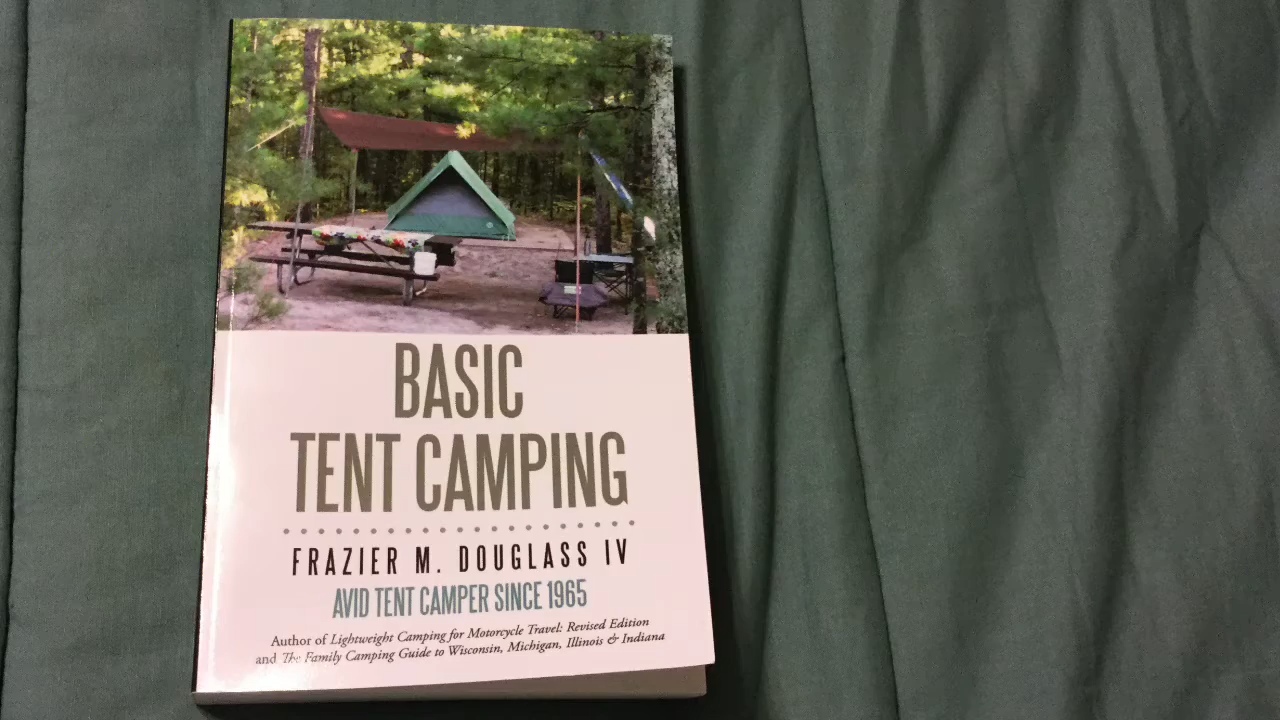 BASIC
TENT CAMPING
FRAZIER M. DOUGLASS IV
AVID TENT CAMPER SINCE 1965
Author of Lightweight Camping for Motorcycle Travel: Revised Edition
and The Family Camping Guide to Wisconsin, Michigan, Illinois & Indiana